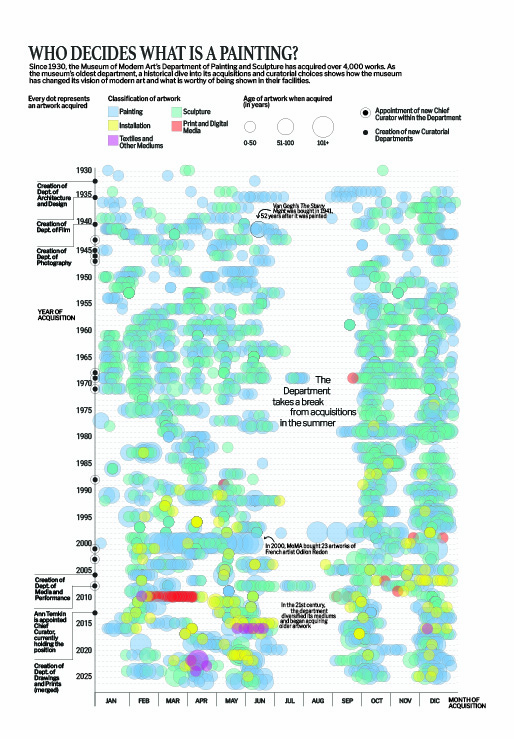 WHO DECIDES WHAT IS A PAINTING?
Since 1930, the Museum of Modern Art's Department of Painting and Sculpture has acquired over 4,000 works. As
the museum's oldest department, a historical dive into its acquisitions and curatorial choices shows how the museum
has changed its vision of modern art and what is worthy of being shown in their facilities.
Every dot represents
an artwork acquired
Classification of artwork
Painting
Sculpture
Installation
Print and Digital
Media
Textiles and
Other Mediums
Age of artwork when acquired
(in years)
0-50
51-100
101+
Appointment of new Chief
Curator within the Department
Creation of new Curatorial
Departments
YEAR OF
ACQUISITION
1930
1935
1940
1945
1950
1955
1960
1965
1970
1975
1980
1985
1990
1995
2000
2005
2010
2015
2020
2025
Creation of
Dept. of
Architecture
and Design
Creation of
Dept. of Film
Creation of
Dept. of
Photography
Creation of
Dept. of
Media and
Performance
Ann Temkin
is appointed
Chief
Curator,
currently
holding the
position
Creation of
Dept. of
Drawings
and Prints
(merged)
Van Gogh's The Starry
Night was bought in 1941,
52 years after it was painted
The
Department
takes a break
from acquisitions
in the summer
In 2000, MoMA bought 23 artworks of
French artist Odilon Redon
In the 21st century,
the department
diversified its mediums
and began acquiring
older artwork
JAN
FEB
MAR
APR
MAY
JUN
JUL
AUG
SEP
OCT
NOV
DIC
MONTH OF
ACQUISITION